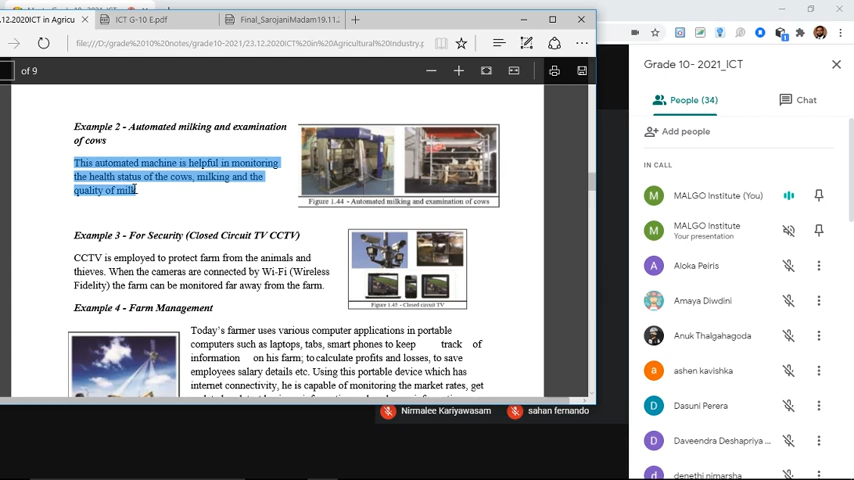 12.2020ICT in Agricu
ICT G-10 E.pdf
Final_SarojaniMadam19.11.2
file:///D:/grade%2010%20notes/grade10-2021/23.12.2020ICT%20in%20Agricultural%20Industry.p
of 9
Example 2 - Automated milking and examination
of cows
This automated machine is helpful in monitoring
the health status of the cows, milking and the
quality of milk.
Figure 1.44 - Automated milking and examination of cows
Example 3 - For Security (Closed Circuit TV CCTV)
CCTV is employed to protect farm from the animals and
thieves. When the cameras are connected by Wi-Fi (Wireless
Fidelity) the farm can be monitored far away from the farm.
Figure 1.45 - Closed circuit TV
Example 4 - Farm Management
Today's farmer uses various computer applications in portable
computers such as laptops, tabs, smart phones to keep track of
information on his farm; to calculate profits and losses, to save
employees salary details etc. Using this portable device which has
internet connectivity, he is capable of monitoring the market rates, get
Nirmalee Kariyawasam
sahan fernando
Grade 10- 2021_ICT
People (34)
Chat
Add people
IN CALL
M
MALGO Institute (You)
M
MALGO Institute
Your presentation
A
Aloka Peiris
Amaya Diwdini
Anuk Thalgahagoda
a
ashen kavishka
D
Dasuni Perera
D
Daveendra Deshapriya ...
d
denethi nimarsha